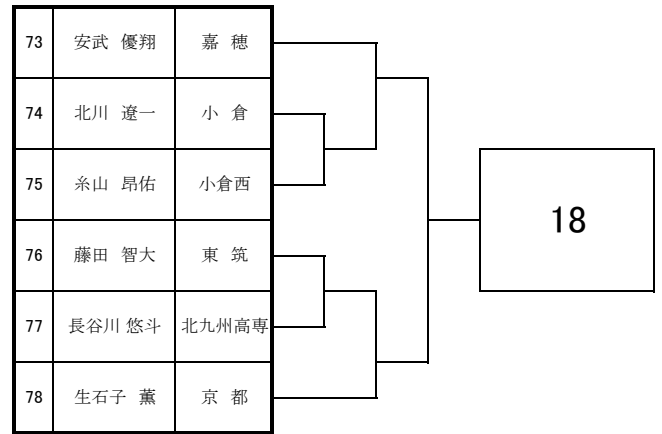 73 安武 優翔 嘉 穂
74 北川 遼一 小 倉
75 糸山 昂佑 小倉西
76 藤田 智大 東 筑
77 長谷川 悠斗 北九州高専
78 生石子 薫 京 都
18